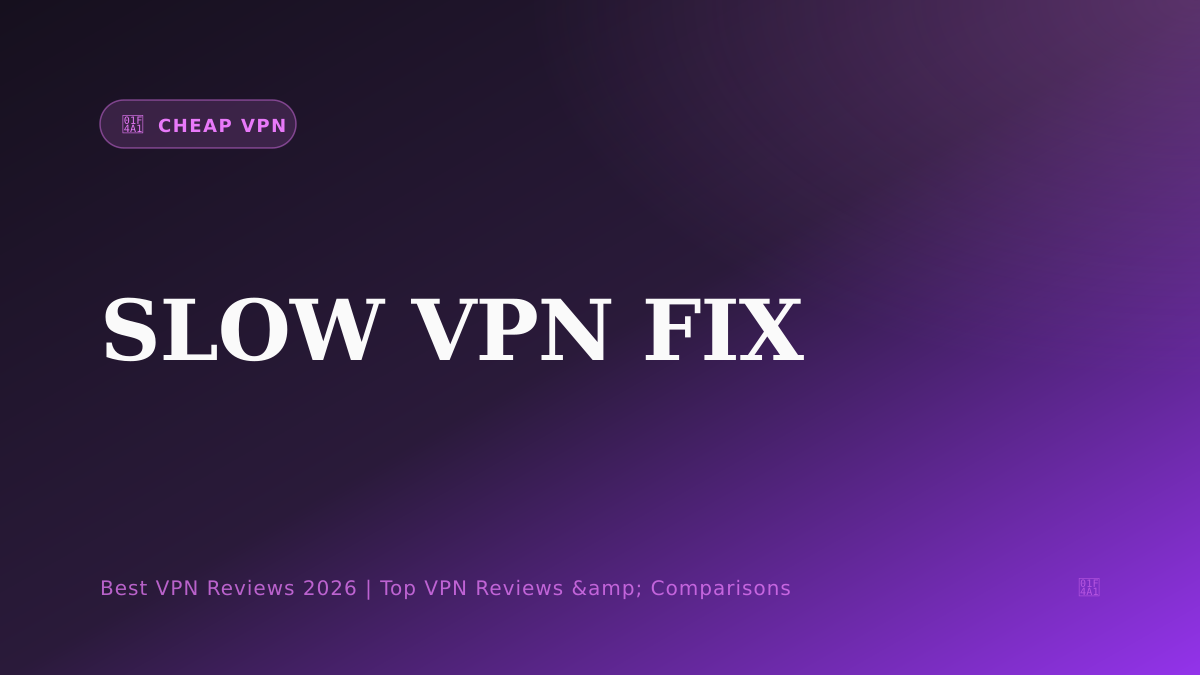 CHEAP VPN
SLOW VPN FIX
Best VPN Reviews 2026 | Top VPN Reviews &amp; Comparisons